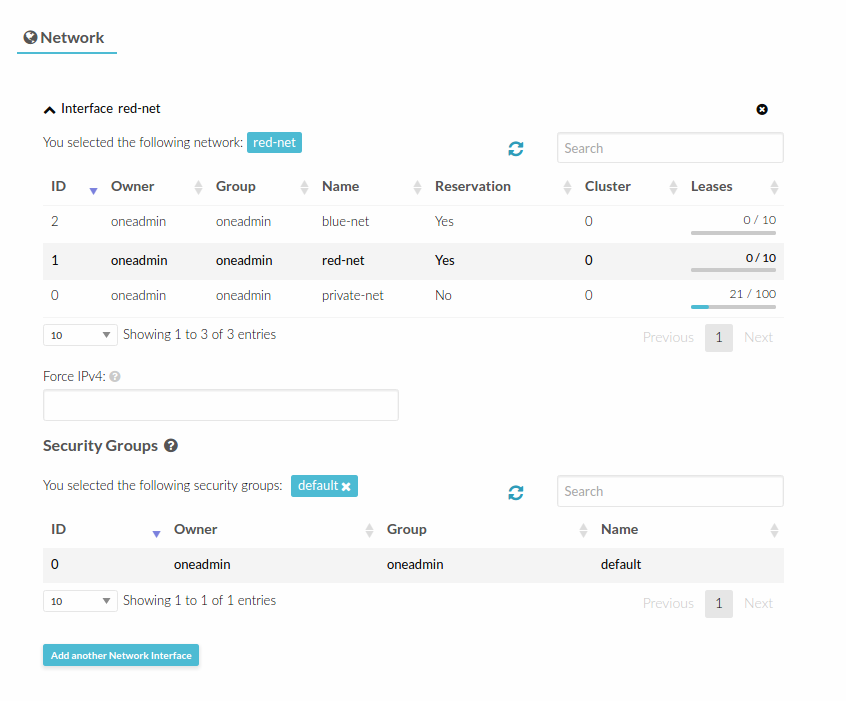 Network
Interface red-net
You selected the following network: red-net
Search
ID Owner Group Name Reservation Cluster Leases
2 oneadmin oneadmin blue-net Yes 0 0 / 10
1 oneadmin oneadmin red-net Yes 0 0 / 10
0 oneadmin oneadmin private-net No 0 21 / 100
10 Showing 1 to 3 of 3 entries Previous 1 Next
Force IPv4:
Security Groups
You selected the following security groups: default
Search
ID Owner Group Name
0 oneadmin oneadmin default
10 Showing 1 to 1 of 1 entries Previous 1 Next
Add another Network Interface